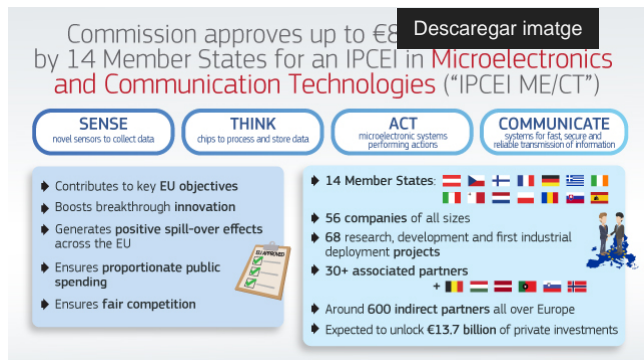 Commission approves up to €8
Descaregar imatge
by 14 Member States for an IPCEI in Microelectronics
and Communication Technologies ("IPCEI ME/CT")
SENSE
novel sensors to collect data
THINK
chips to process and store data
ACT
microelectronic systems
performing actions
COMMUNICATE
systems for fast, secure and
reliable transmission of information
Contributes to key EU objectives
Boosts breakthrough innovation
Generates positive spill-over effects
across the EU
Ensures proportionate public
spending
Ensures fair competition
EU APPROVED
14 Member States:
56 companies of all sizes
68 research, development and first industrial
deployment projects
30+ associated partners
+
Around 600 indirect partners all over Europe
Expected to unlock €13.7 billion of private investments